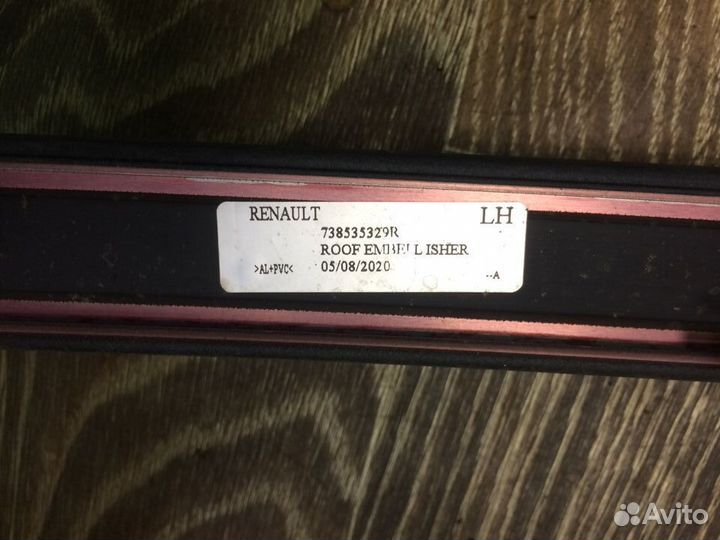 RENAULT LH
738535329R
ROOF EMBELLISHER
>AL+PVC< 05/08/2020
--A
Avito